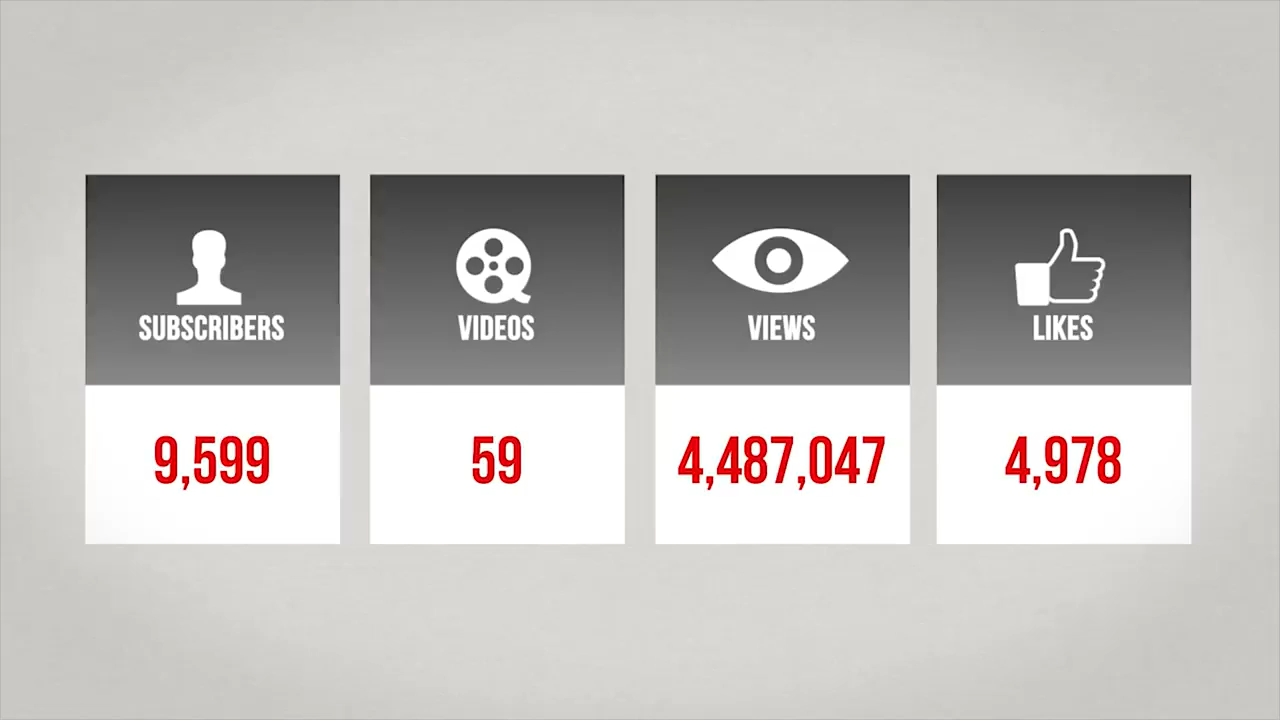 SUBSCRIBERS
VIDEOS
VIEWS
LIKES
9,599
59
4,487,047
4,978